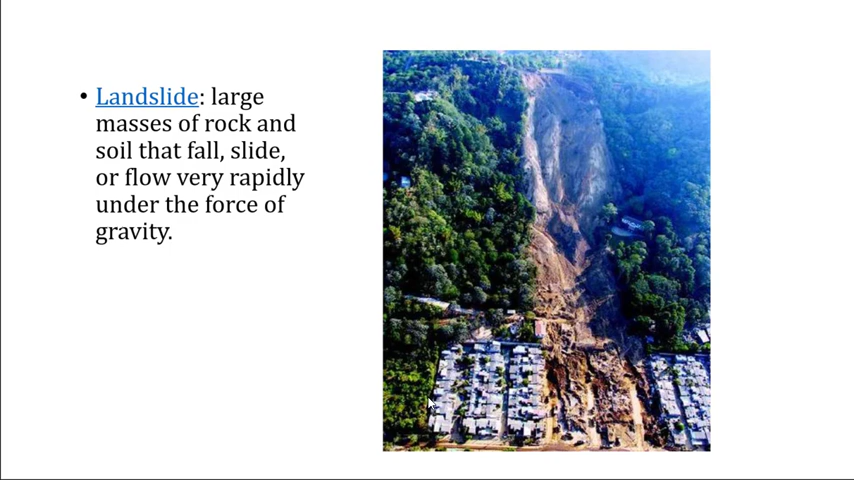 • Landslide: large
masses of rock and
soil that fall, slide,
or flow very rapidly
under the force of
gravity.